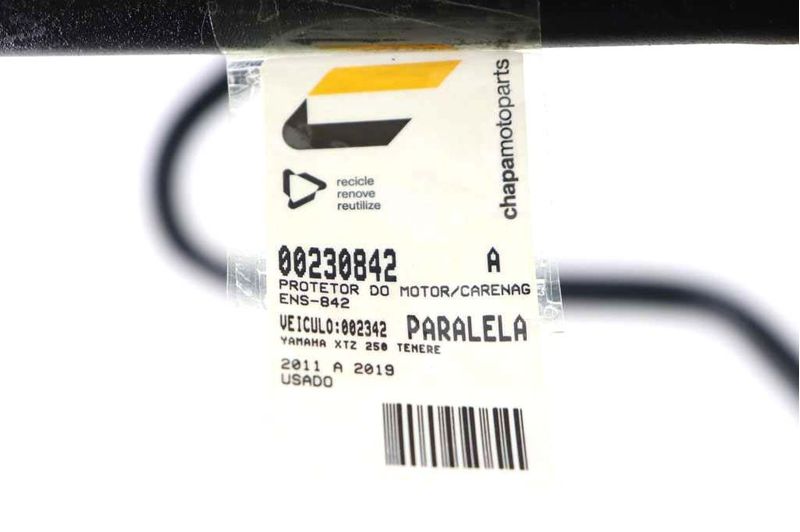 chapamotoparts
recicle
renove
reutilize
00230842 A
PROTETOR DO MOTOR/CARENAG
ENS-842
VEICULO:002342 PARALELA
YAMAHA XTZ 250 TENERE
2011 A 2019
USADO